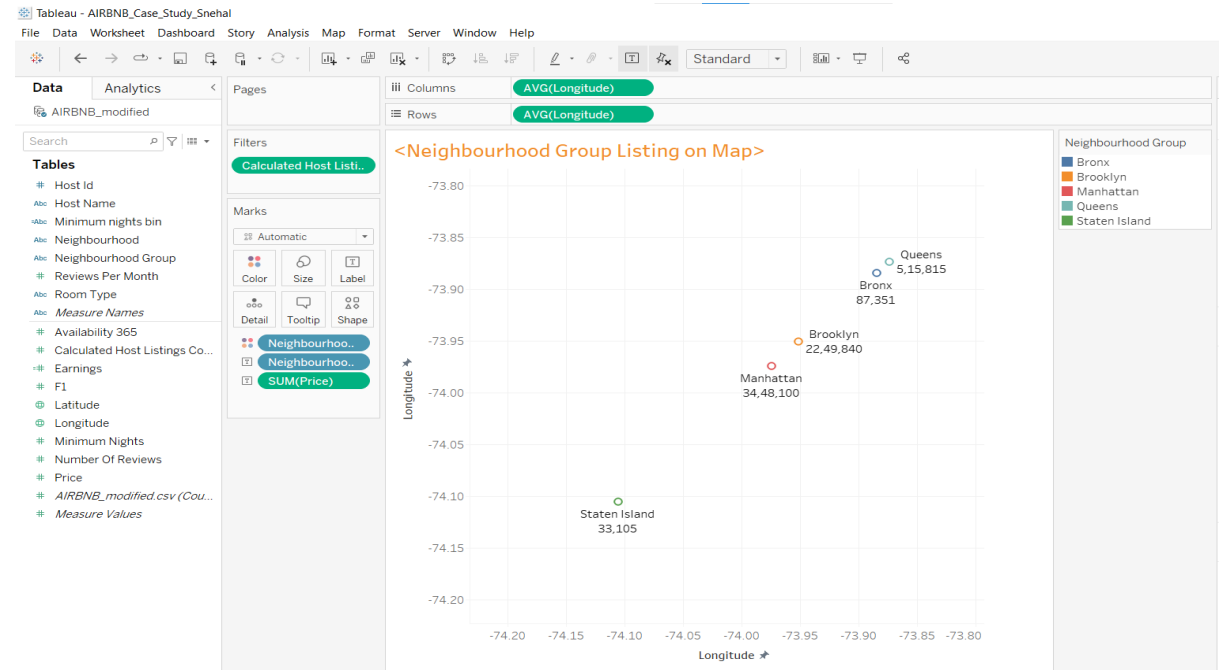 Tableau - AIRBNB_Case_Study_Snehal
File Data Worksheet Dashboard Story Analysis Map Format Server Window Help
Standard
Data Analytics
AIRBNB_modified
Search
Tables
Host Id
Abc Host Name
Abc Minimum nights bin
Abc Neighbourhood
Abc Neighbourhood Group
Reviews Per Month
Abc Room Type
Abc Measure Names
Availability 365
Calculated Host Listings Co...
Earnings
F1
Latitude
Longitude
Minimum Nights
Number Of Reviews
Price
AIRBNB_modified.csv (Cou...
Measure Values
Pages
Filters
Calculated Host Listi..
Marks
Automatic
Color Size Label
Detail Tooltip Shape
Neighbourhoo..
Neighbourhoo..
SUM(Price)
Columns AVG(Longitude)
Rows AVG(Longitude)
<Neighbourhood Group Listing on Map>
-73.80
-73.85
-73.90
-73.95
-74.00
-74.05
-74.10
-74.15
-74.20
Longitude
Queens
5,15,815
Bronx
87,351
Brooklyn
22,49,840
Manhattan
34,48,100
Staten Island
33,105
-74.20 -74.15 -74.10 -74.05 -74.00 -73.95 -73.90 -73.85 -73.80
Longitude
Neighbourhood Group
Bronx
Brooklyn
Manhattan
Queens
Staten Island